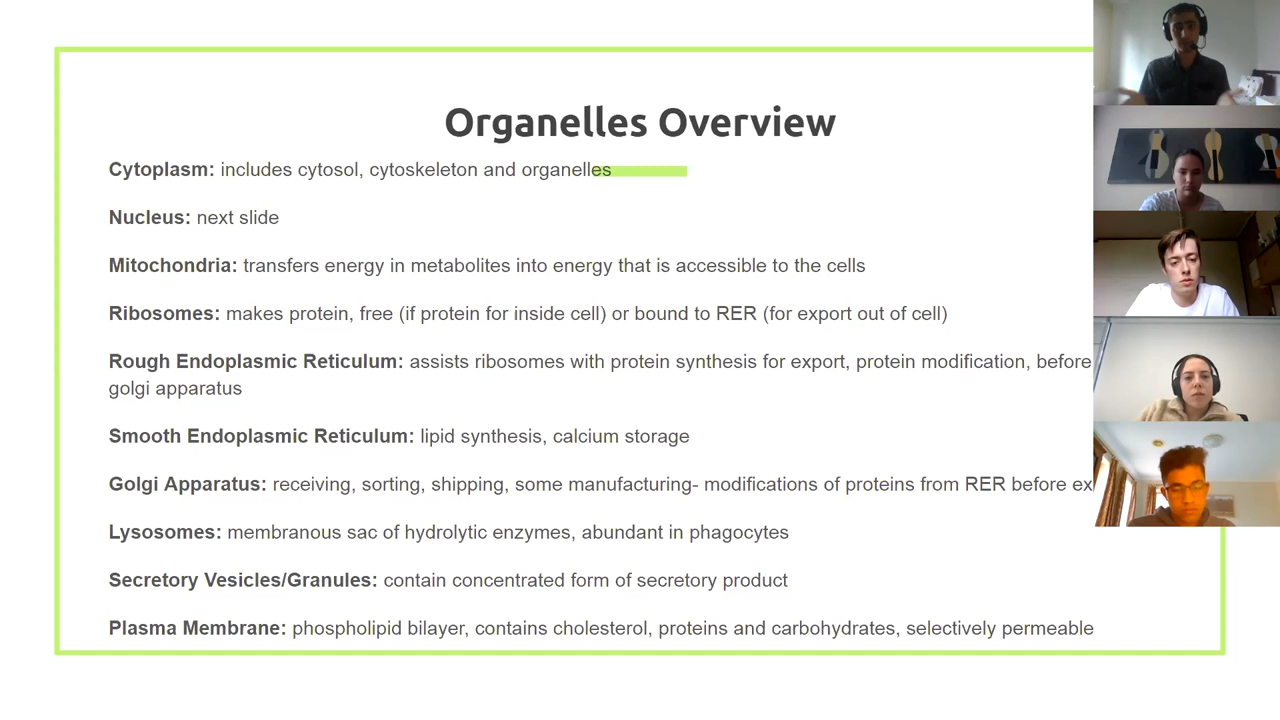 Organelles Overview
Cytoplasm: includes cytosol, cytoskeleton and organelles
Nucleus: next slide
Mitochondria: transfers energy in metabolites into energy that is accessible to the cells
Ribosomes: makes protein, free (if protein for inside cell) or bound to RER (for export out of cell)
Rough Endoplasmic Reticulum: assists ribosomes with protein synthesis for export, protein modification, before
golgi apparatus
Smooth Endoplasmic Reticulum: lipid synthesis, calcium storage
Golgi Apparatus: receiving, sorting, shipping, some manufacturing- modifications of proteins from RER before
Lysosomes: membranous sac of hydrolytic enzymes, abundant in phagocytes
Secretory Vesicles/Granules: contain concentrated form of secretory product
Plasma Membrane: phospholipid bilayer, contains cholesterol, proteins and carbohydrates, selectively permeable